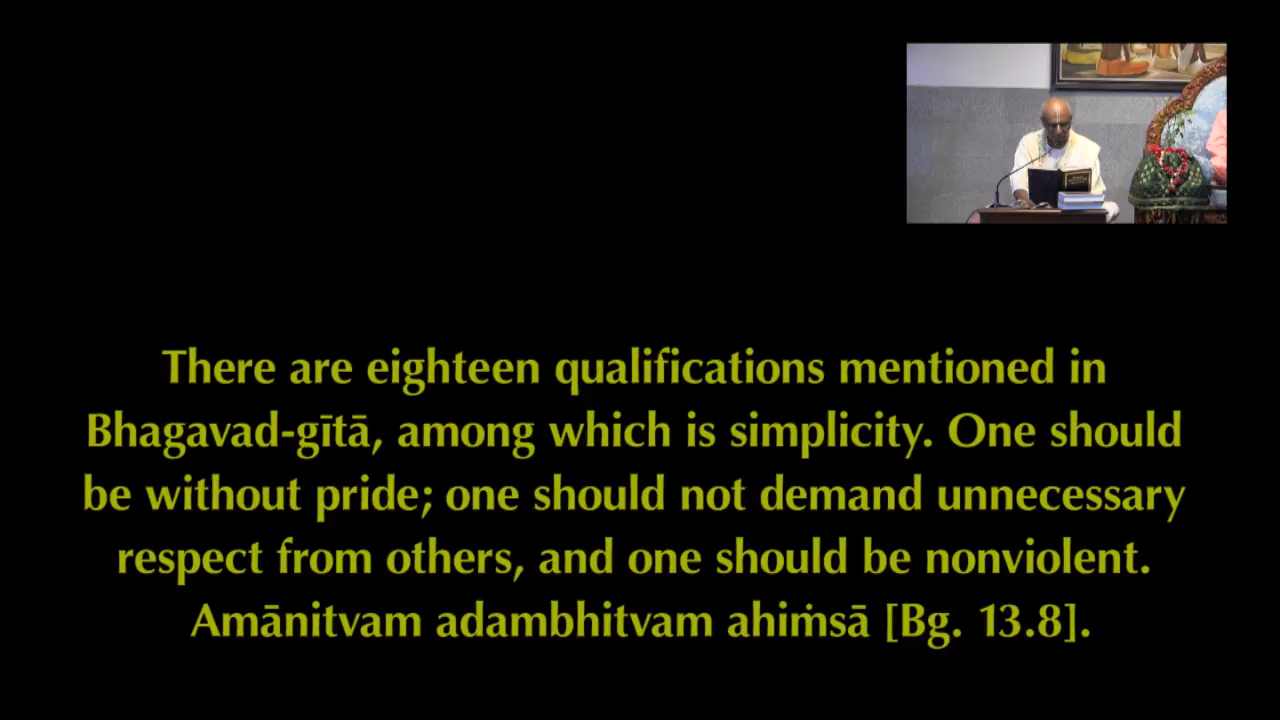 There are eighteen qualifications mentioned in
Bhagavad-gītā, among which is simplicity. One should
be without pride; one should not demand unnecessary
respect from others, and one should be nonviolent.
Amānitvam adambhitvam ahiṁsā [Bg. 13.8].